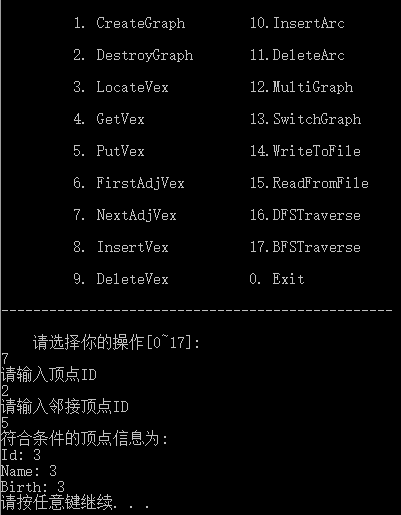 1. CreateGraph 10. InsertArc
2. DestroyGraph 11. DeleteArc
3. LocateVex 12. MultiGraph
4. GetVex 13. SwitchGraph
5. PutVex 14. WriteToFile
6. FirstAdjVex 15. ReadFromFile
7. NextAdjVex 16. DFSTraverse
8. InsertVex 17. BFSTraverse
9. DeleteVex 0. Exit
-------------------------------------------------
请选择你的操作[0~17]:
7
请输入顶点ID
2
请输入邻接顶点ID
5
符合条件的顶点信息为:
Id: 3
Name: 3
Birth: 3
请按任意键继续. . .